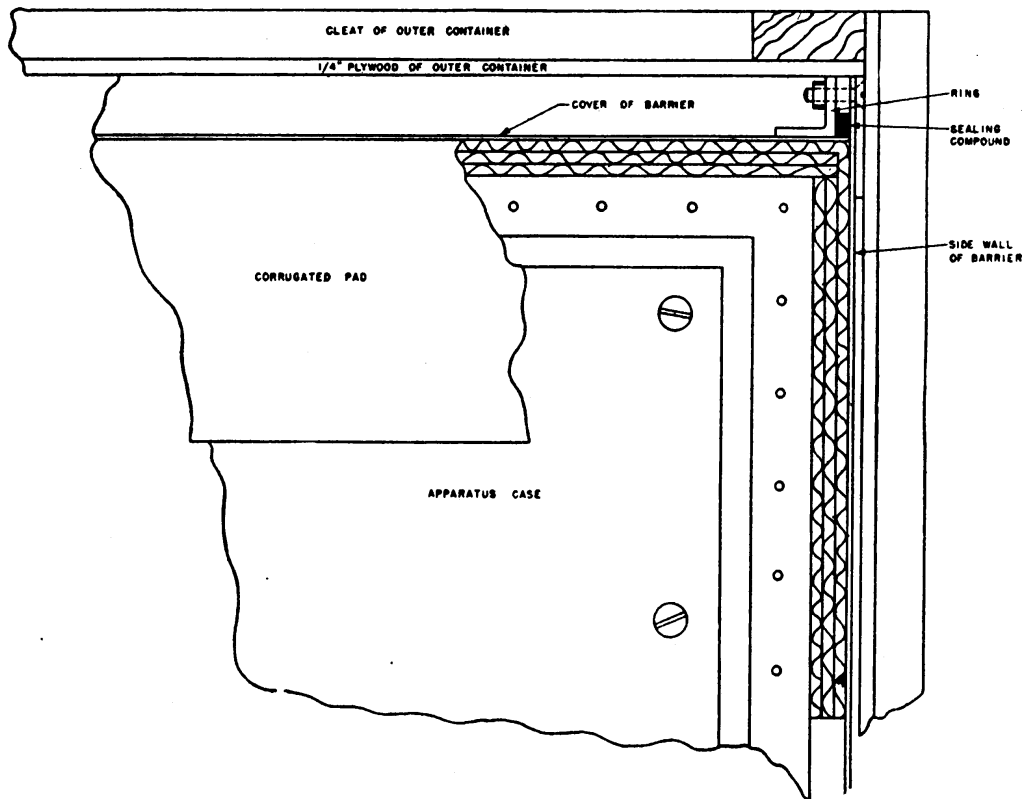 CLEAT OF OUTER CONTAINER
1/4" PLYWOOD OF OUTER CONTAINER
COVER OF BARRIER
RING
SEALING
COMPOUND
SIDE WALL
OF BARRIER
CORRUGATED PAD
APPARATUS CASE